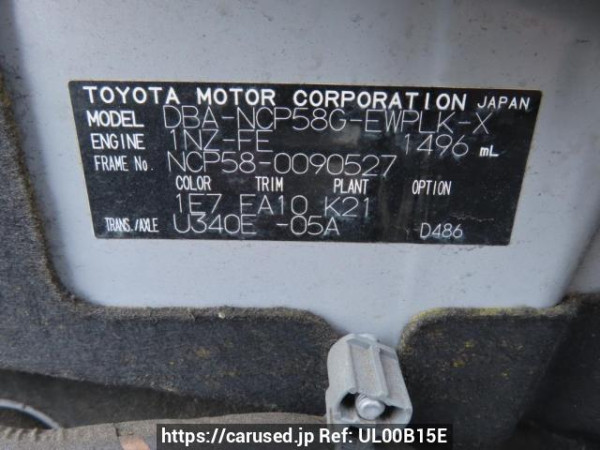 TOYOTA MOTOR CORPORATION JAPAN
MODEL DBA-NCP58G-EWPLK-X
ENGINE 1NZ-FE 1496 mL
FRAME No. NCP58-0090527
COLOR TRIM PLANT OPTION
1E7 FA10 K21
TRANS./AXLE U340E -05A D486
https://carused.jp Ref: UL00B15E